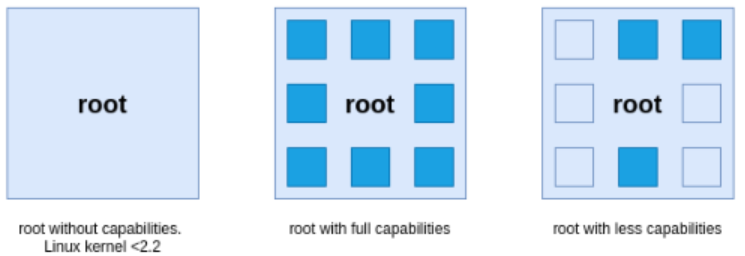 root
root
root
root without capabilities.
Linux kernel <2.2
root with full capabilities
root with less capabilities